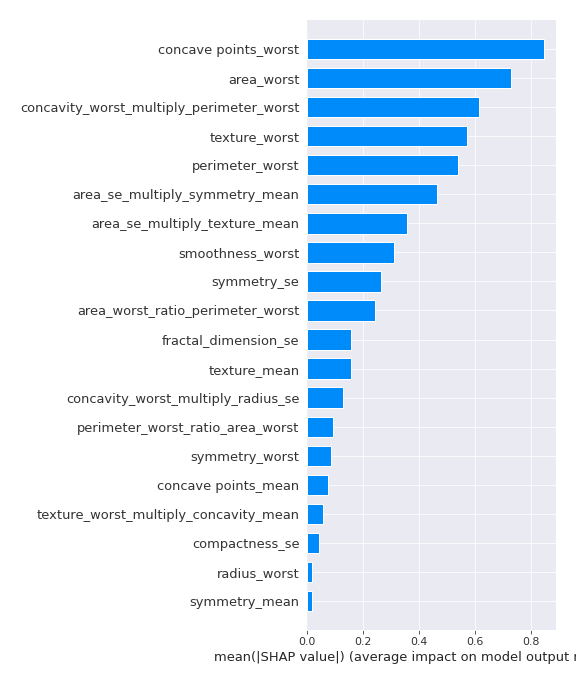 concave points_worst
area_worst
concavity_worst_multiply_perimeter_worst
texture_worst
perimeter_worst
area_se_multiply_symmetry_mean
area_se_multiply_texture_mean
smoothness_worst
symmetry_se
area_worst_ratio_perimeter_worst
fractal_dimension_se
texture_mean
concavity_worst_multiply_radius_se
perimeter_worst_ratio_area_worst
symmetry_worst
concave points_mean
texture_worst_multiply_concavity_mean
compactness_se
radius_worst
symmetry_mean
0.0 0.2 0.4 0.6 0.8
mean(|SHAP value|) (average impact on model output